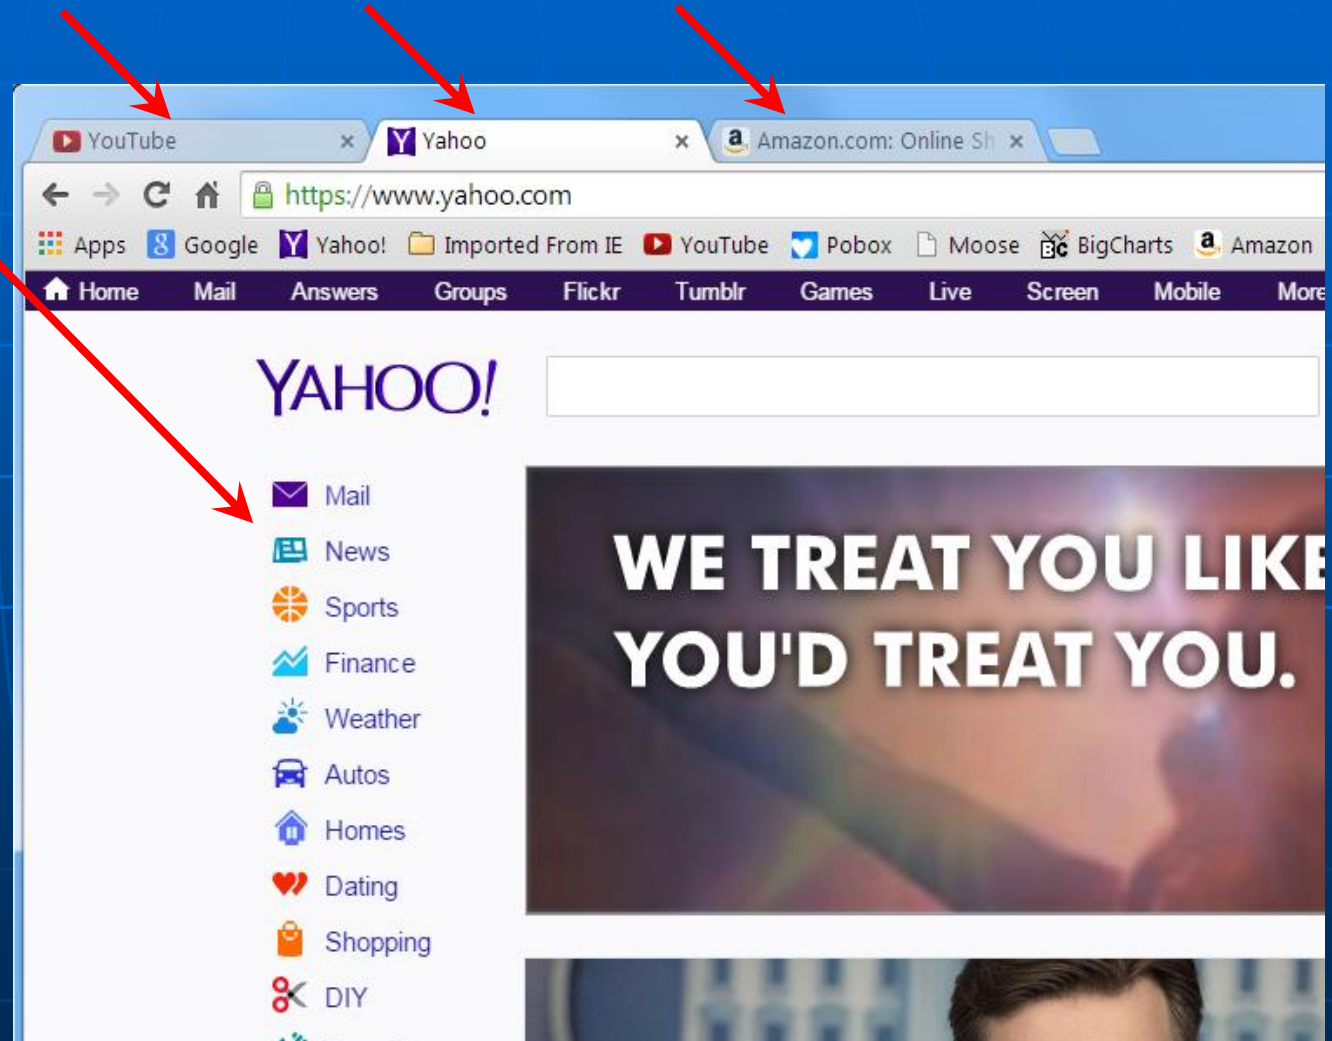 YouTube Yahoo Amazon.com: Online Sh
https://www.yahoo.com
Apps Google Yahoo! Imported From IE YouTube Pobox Moose BigCharts Amazon
Home Mail Answers Groups Flickr Tumblr Games Live Screen Mobile More
YAHOO!
Mail
News
Sports
Finance
Weather
Autos
Homes
Dating
Shopping
DIY
WE TREAT YOU LIKE
YOU'D TREAT YOU.